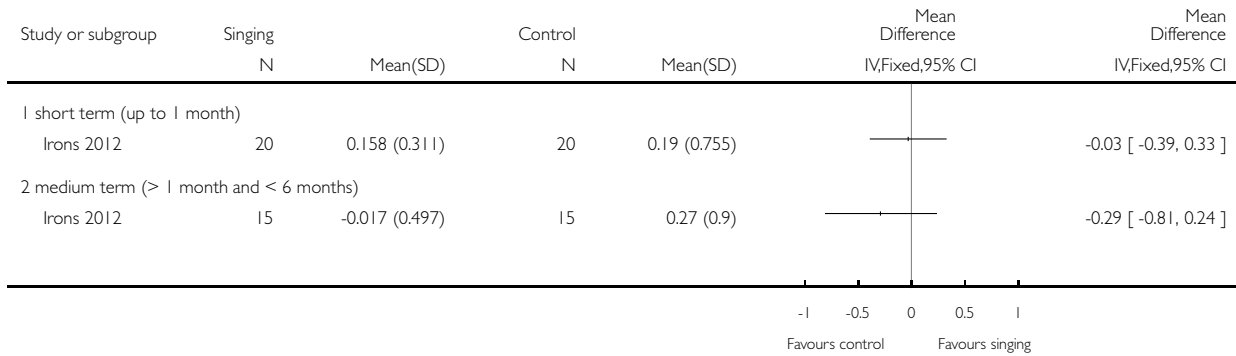 Study or subgroup Singing Control Mean Difference Mean Difference
N Mean(SD) N Mean(SD) IV,Fixed,95% CI IV,Fixed,95% CI
1 short term (up to 1 month)
Irons 2012 20 0.158 (0.311) 20 0.19 (0.755) -0.03 [ -0.39, 0.33 ]
2 medium term (> 1 month and < 6 months)
Irons 2012 15 -0.017 (0.497) 15 0.27 (0.9) -0.29 [ -0.81, 0.24 ]
-1 -0.5 0 0.5 1
Favours control Favours singing